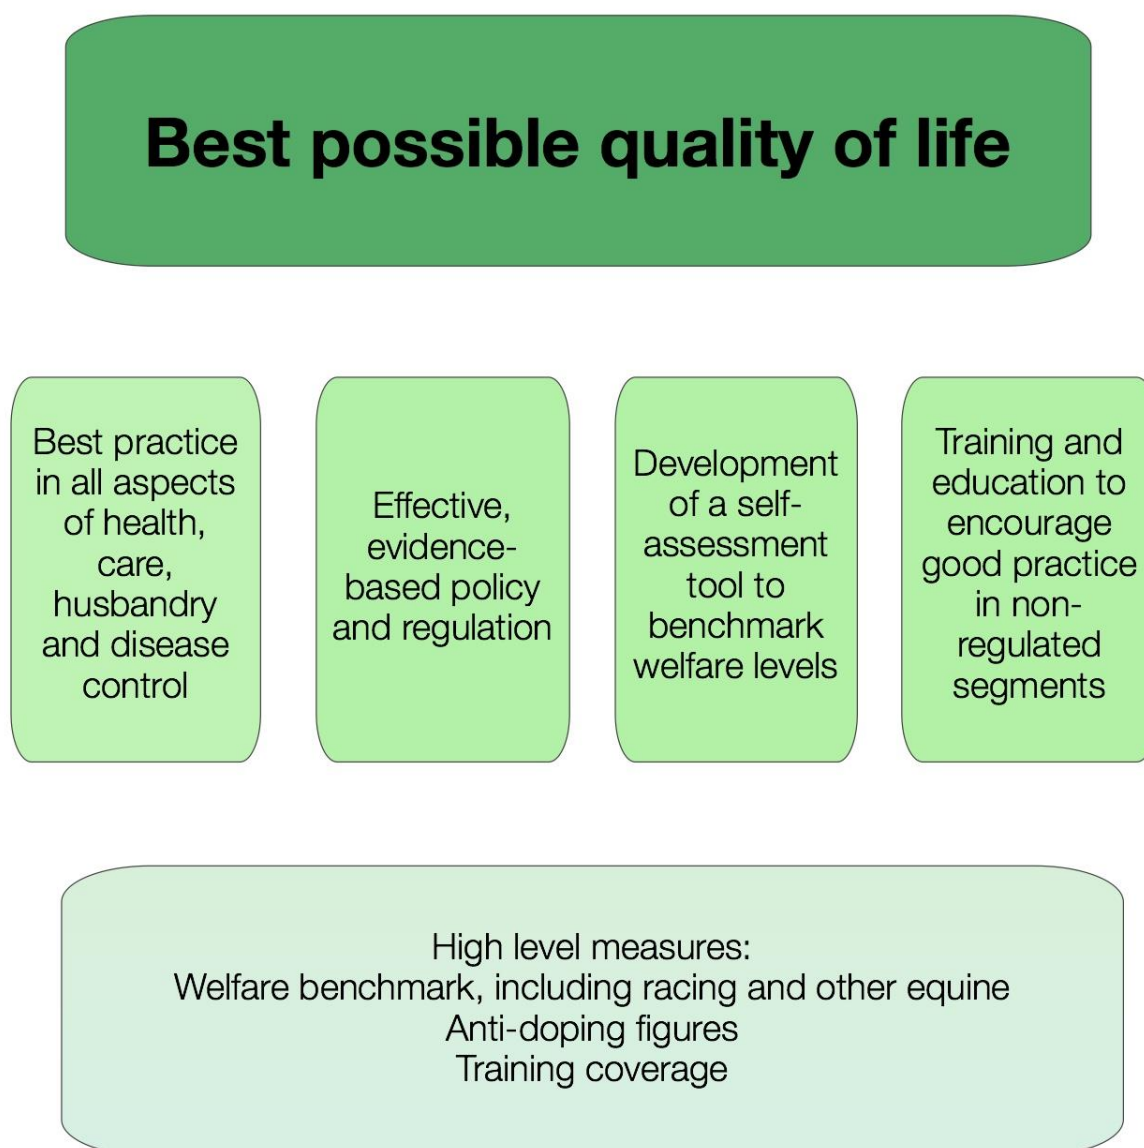 Best possible quality of life
Best practice
in all aspects
of health,
care,
husbandry
and disease
control
Effective,
evidence-
based policy
and regulation
Development
of a self-
assessment
tool to
benchmark
welfare levels
Training and
education to
encourage
good practice
in non-
regulated
segments
High level measures:
Welfare benchmark, including racing and other equine
Anti-doping figures
Training coverage